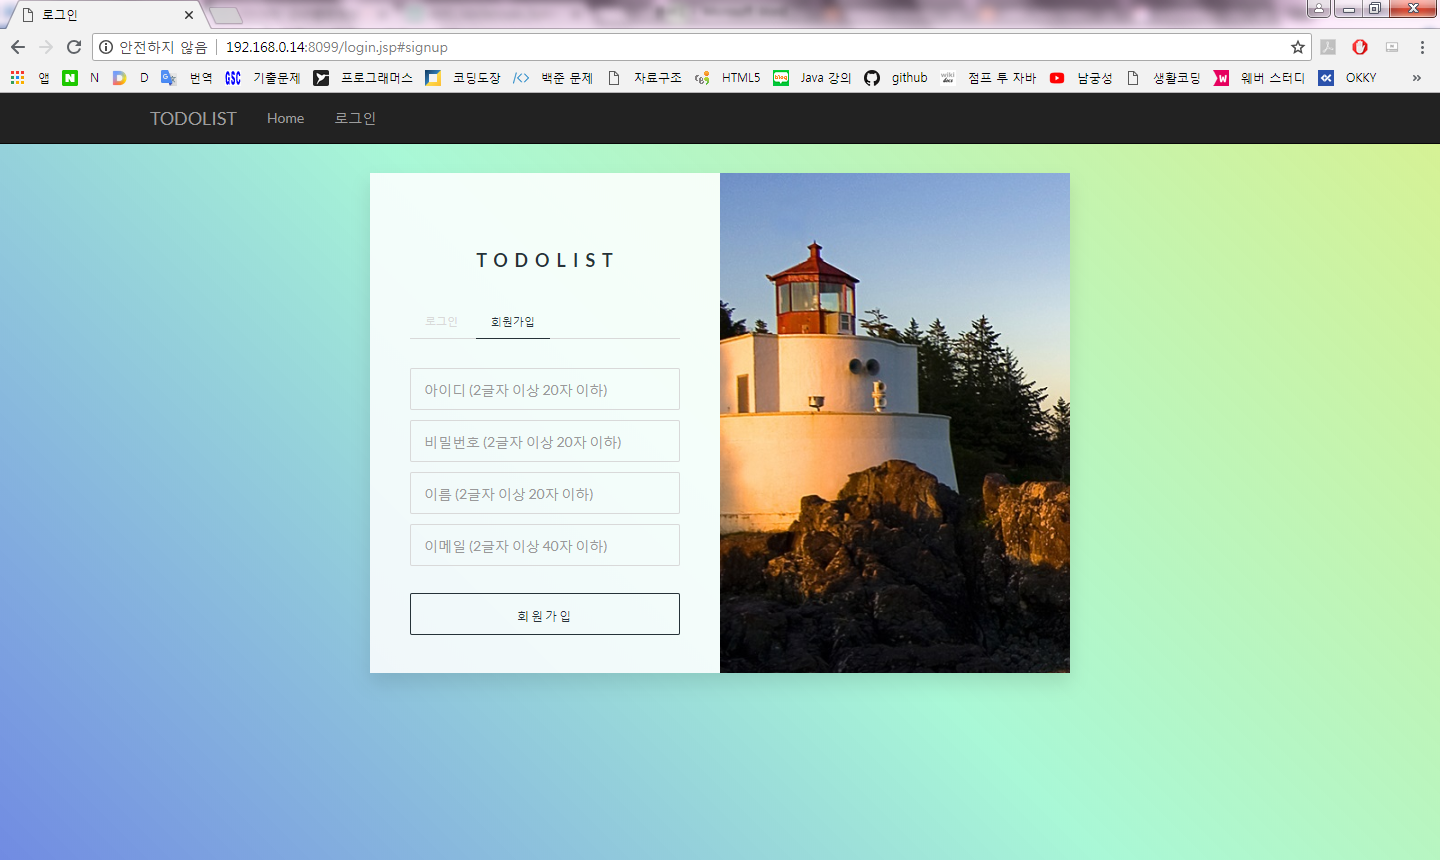 로그인
안전하지 않음 192.168.0.14:8099/login.jsp#signup
앱 N D 번역 GSC 기출문제 프로그래머스 코딩도장 백준 문제 자료구조 HTML5 Java 강의 github 점프 투 자바 남궁성 생활코딩 웨버 스터디 OKKY »
TODOLIST Home 로그인
TODOLIST
로그인 회원가입
아이디 (2글자 이상 20자 이하)
비밀번호 (2글자 이상 20자 이하)
이름 (2글자 이상 20자 이하)
이메일 (2글자 이상 40자 이하)
회원가입